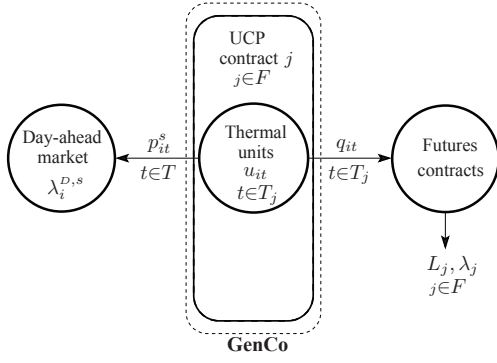 UCP
contract j
j∈F
Day-ahead
market
λ_i^{D,s}
p_{it}^s
t∈T
Thermal
units
u_{it}
t∈T_j
q_{it}
t∈T_j
Futures
contracts
L_j, λ_j
j∈F
GenCo